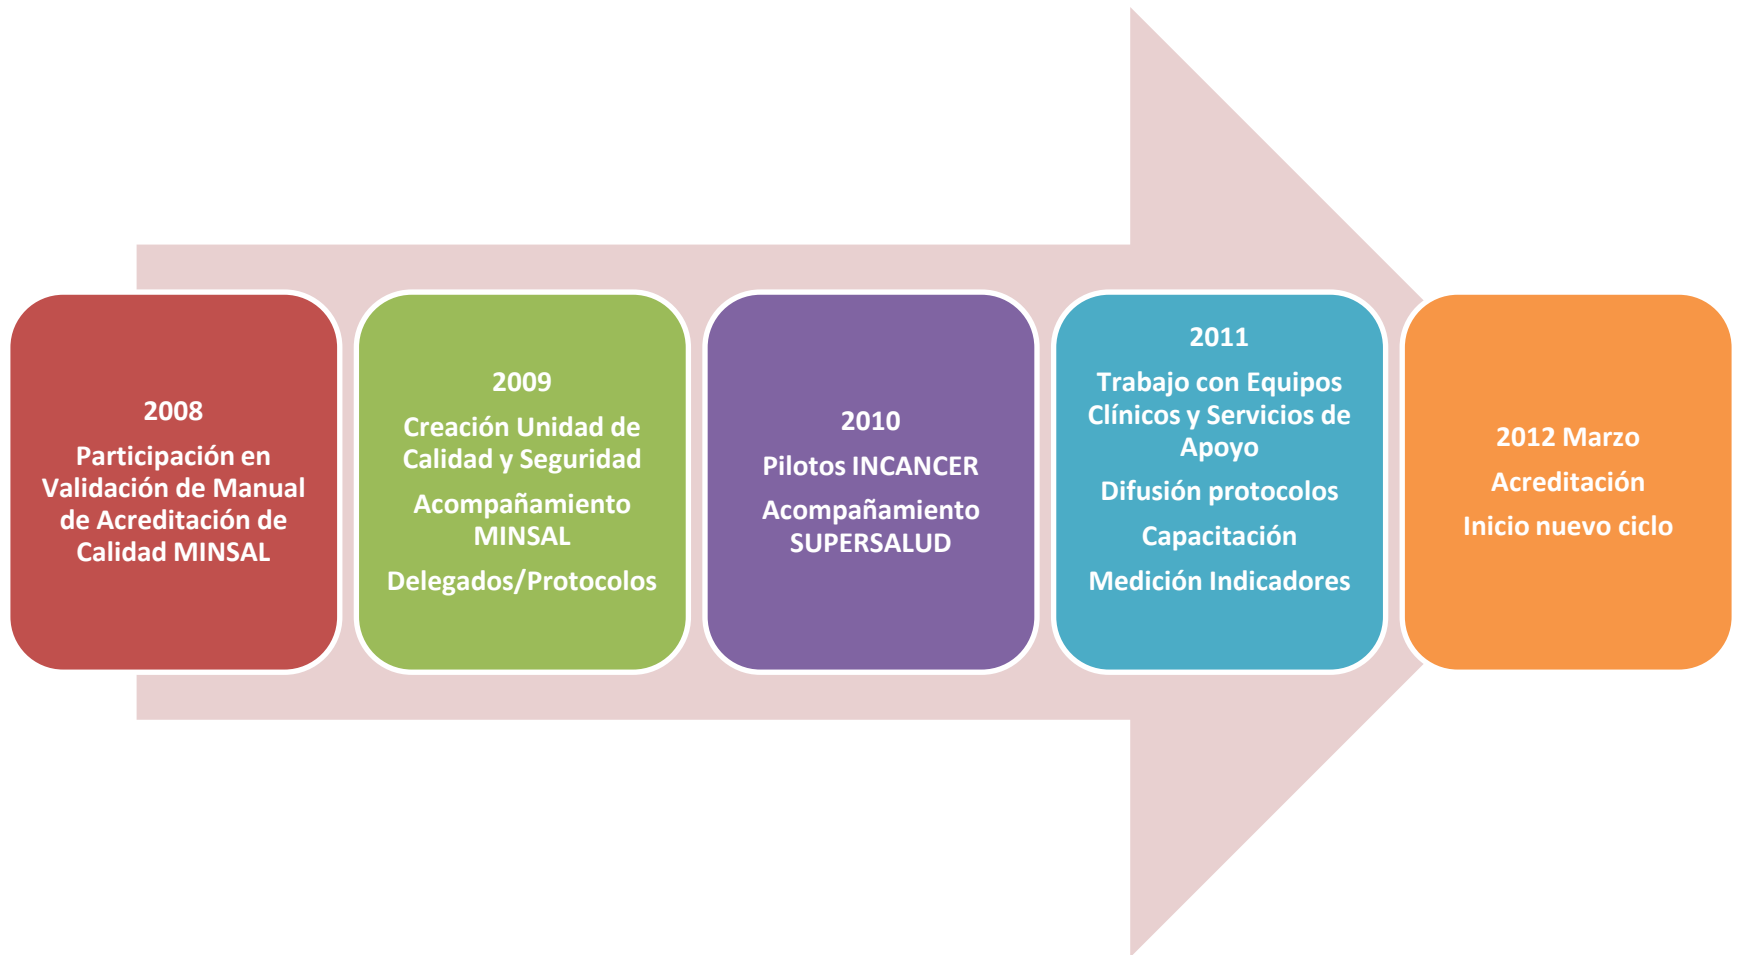 2008
Participación en
Validación de Manual
de Acreditación de
Calidad MINSAL
2009
Creación Unidad de
Calidad y Seguridad
Acompañamiento
MINSAL
Delegados/Protocolos
2010
Pilotos INCANCER
Acompañamiento
SUPERSALUD
2011
Trabajo con Equipos
Clínicos y Servicios de
Apoyo
Difusión protocolos
Capacitación
Medición Indicadores
2012 Marzo
Acreditación
Inicio nuevo ciclo